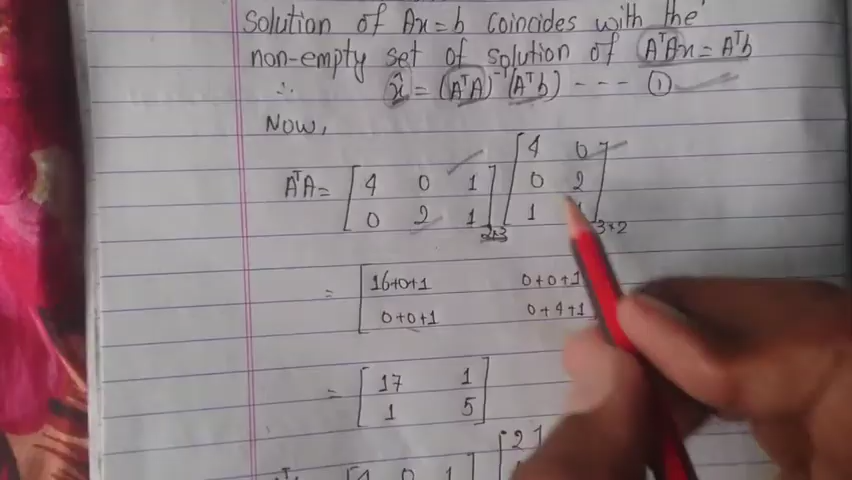 solution of Ax=b coincides with the
non-empty set of solution of AᵀAx=Aᵀb
∴ x̂ = (AᵀA)⁻¹(Aᵀb) --- ①
Now,
AᵀA = [4 0 1 [4 0
0 2 1] 0 2
2×3 1 1] 3×2
= [16+0+1 0+0+1
0+0+1 0+4+1
= [17 1
1 5]
[2